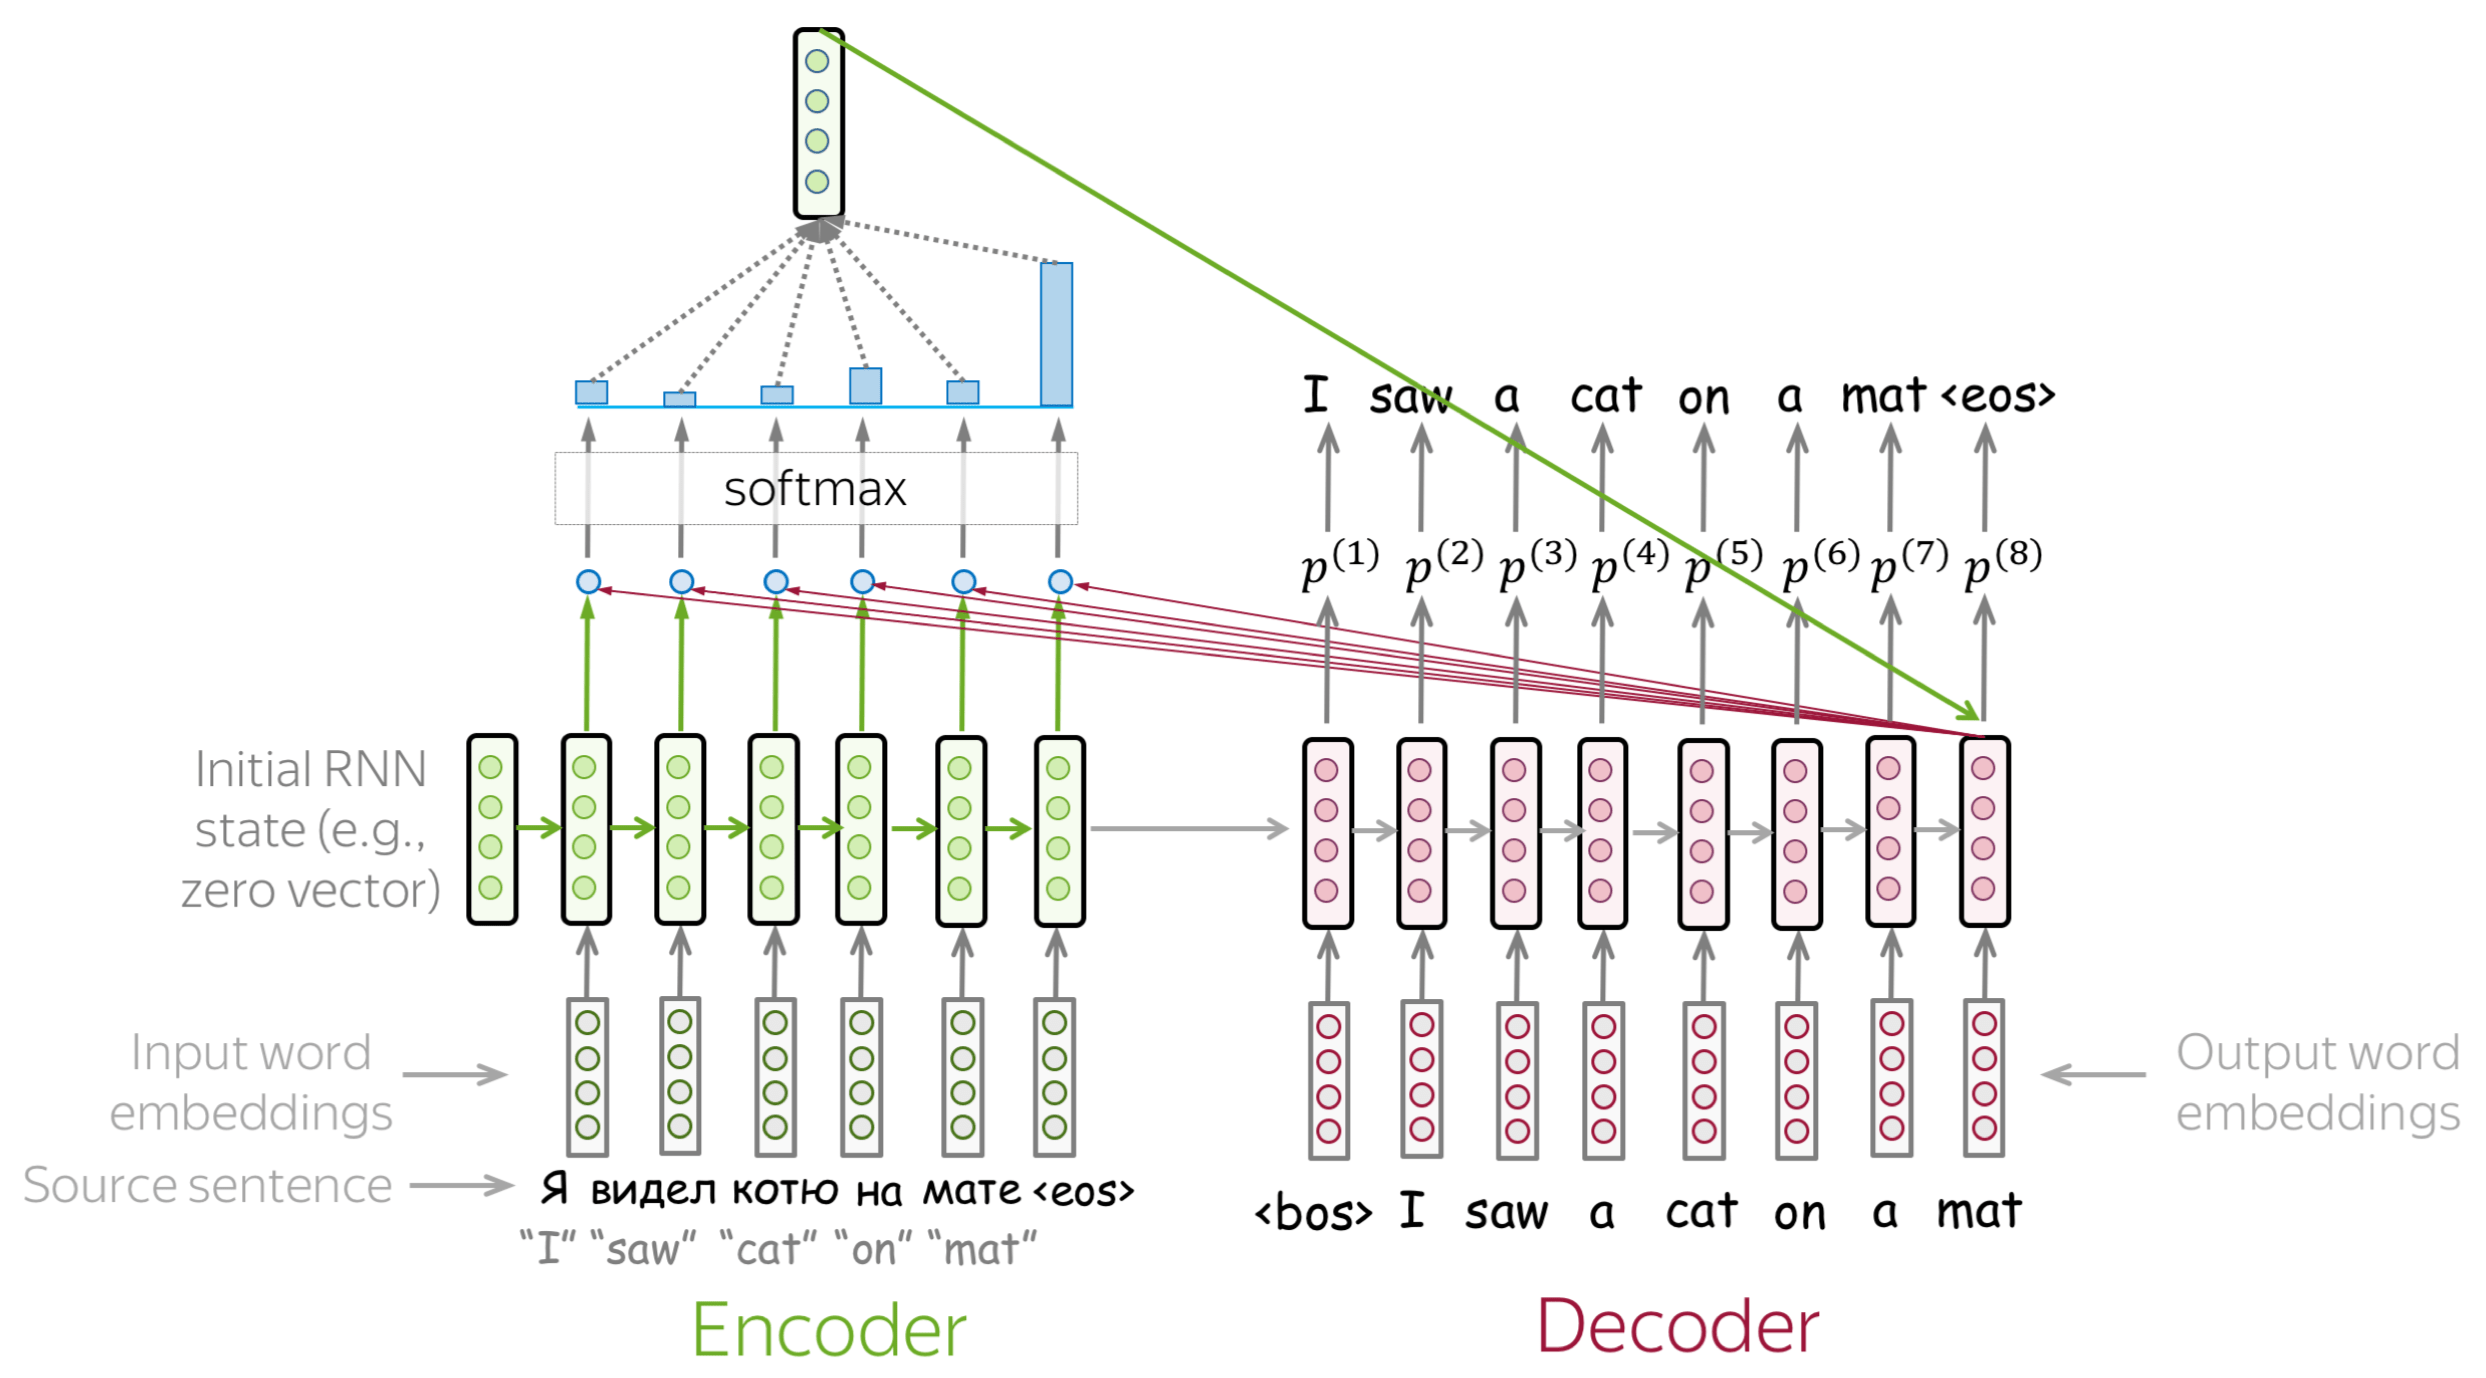 softmax
I saw a cat on a mat <eos>
p(1) p(2) p(3) p(4) p(5) p(6) p(7) p(8)
Initial RNN
state (e.g.,
zero vector)
Input word
embeddings
Output word
embeddings
Source sentence
Я видел котю на мате <eos>
"I" "saw" "cat" "on" "mat"
<bos> I saw a cat on a mat
Encoder
Decoder